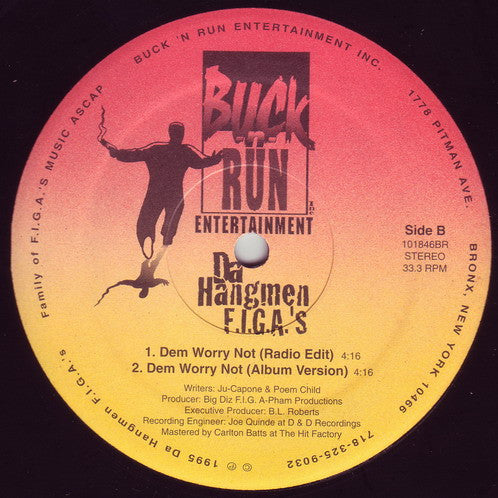 BUCK 'N RUN ENTERTAINMENT INC.
1778 PITMAN AVE.
BRONX, NEW YORK 10466
718-325-9032
Family of F.I.G.A.'S MUSIC ASCAP
© ℗ 1995 Da Hangmen F.I.G.A.'s
BUCK
-n-
RÜN
INC.
ENTERTAINMENT
Da
Hangmen
F.I.G.A.'s
Side B
101846BR
STEREO
33.3 RPM
1. Dem Worry Not (Radio Edit) 4:16
2. Dem Worry Not (Album Version) 4:16
Writers: Ju-Capone & Poem Child
Producer: Big Diz F.I.G. A-Pham Productions
Executive Producer: B.L. Roberts
Recording Engineer: Joe Quinde at D & D Recordings
Mastered by Carlton Batts at The Hit Factory